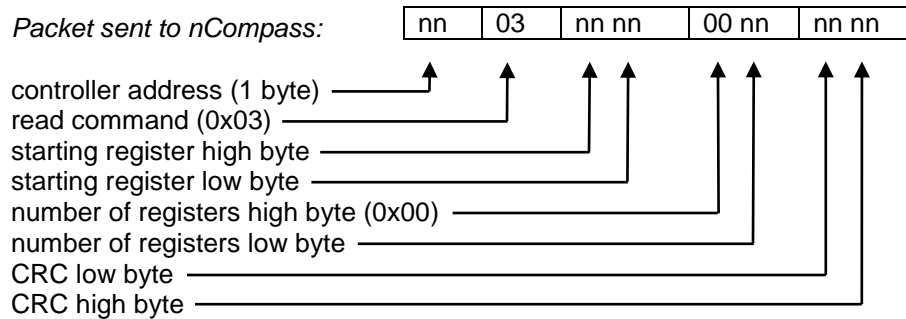 Packet sent to nCompass: nn 03 nn nn 00 nn nn nn
controller address (1 byte)
read command (0x03)
starting register high byte
starting register low byte
number of registers high byte (0x00)
number of registers low byte
CRC low byte
CRC high byte